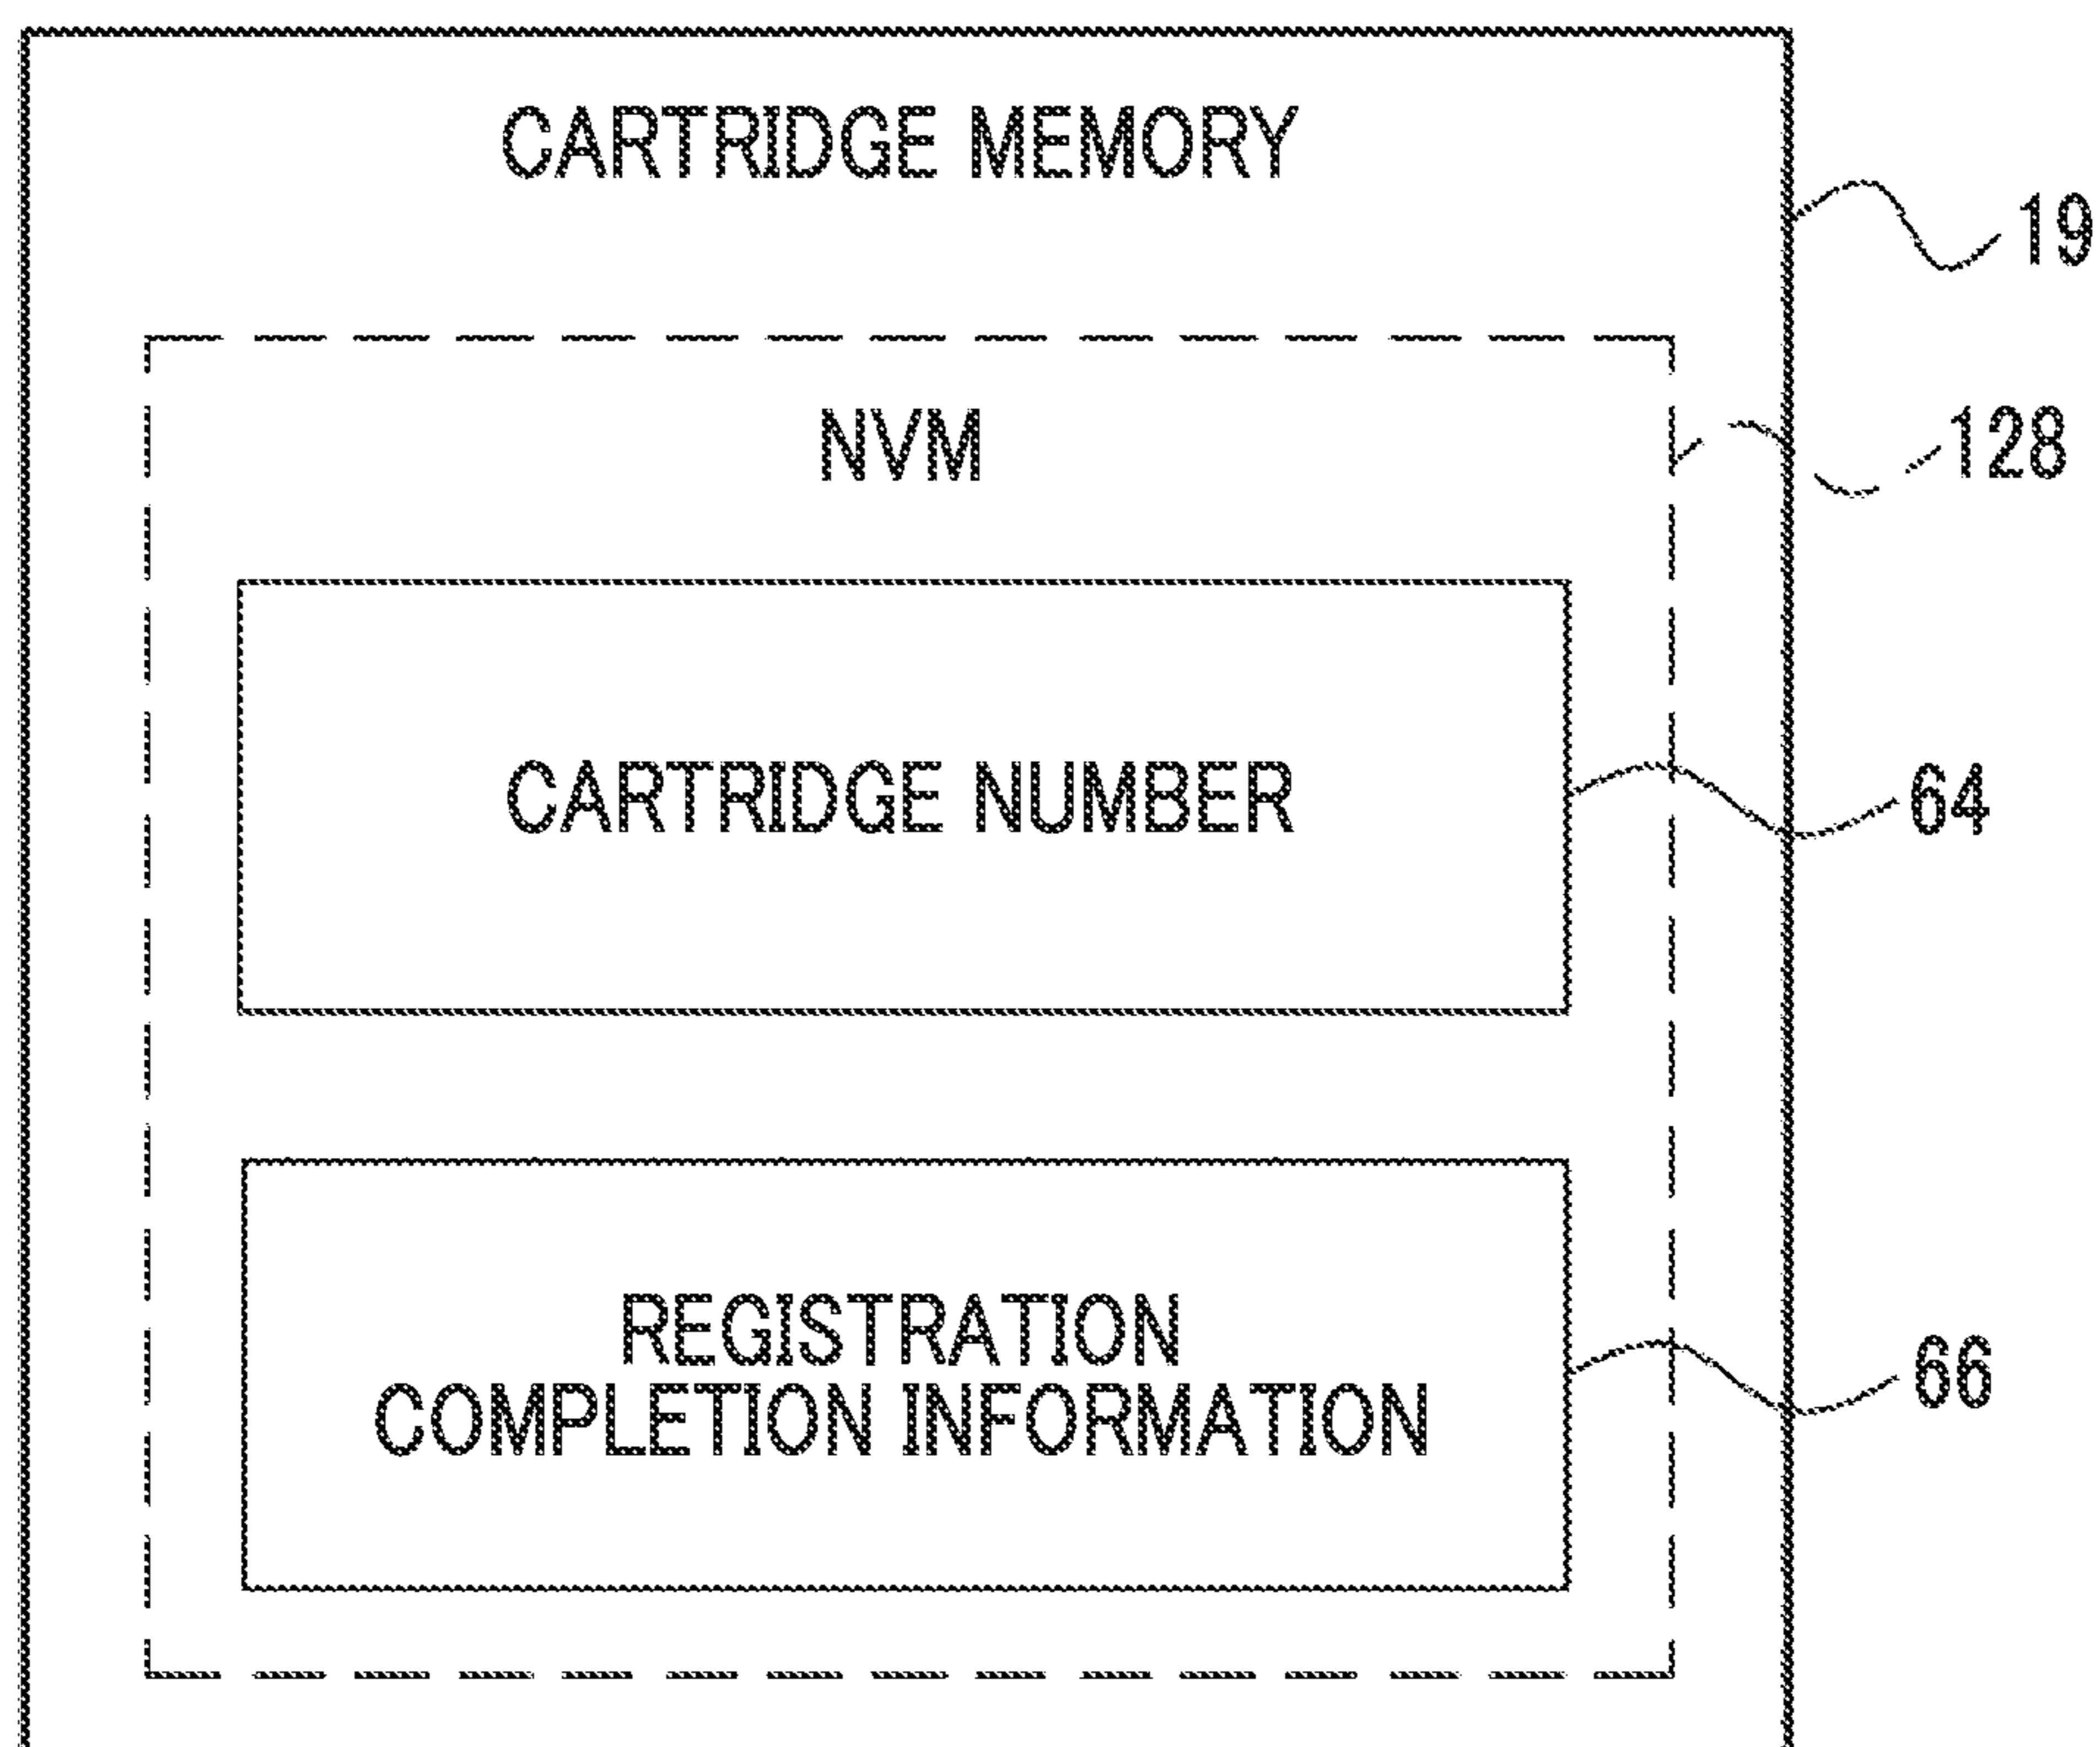 CARTRIDGE MEMORY
19
NVM
128
CARTRIDGE NUMBER
64
REGISTRATION
COMPLETION INFORMATION
66